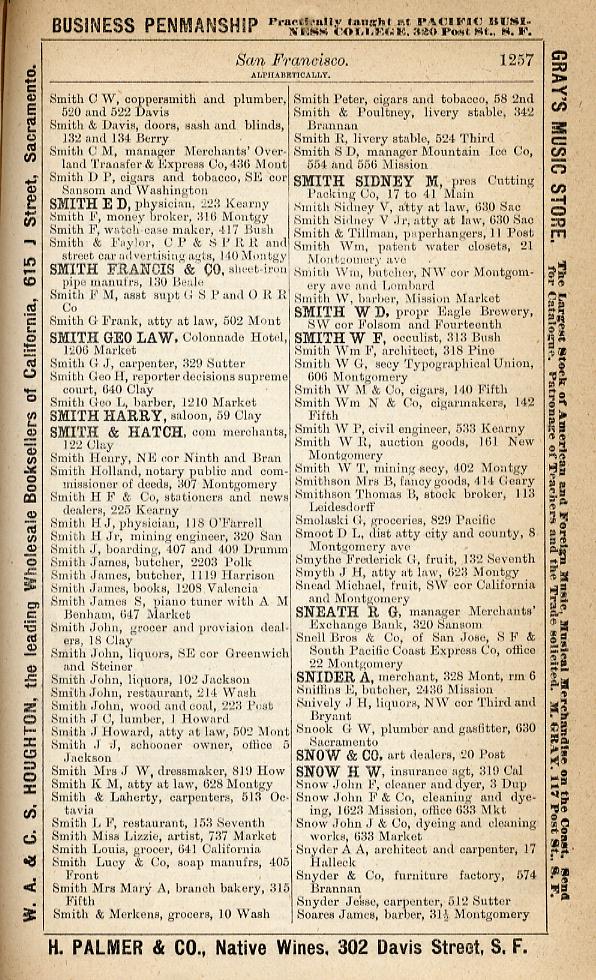 BUSINESS PENMANSHIP Practically taught at PACIFIC BUSI-
NESS COLLEGE, 320 Post St., S. F.
San Francisco. 1257
ALPHABETICALLY.
Smith C W, coppersmith and plumber,
520 and 522 Davis
Smith & Davis, doors, sash and blinds,
132 and 134 Berry
Smith C M, manager Merchants' Over-
land Transfer & Express Co, 436 Mont
Smith D P, cigars and tobacco, SE cor
Sansom and Washington
SMITH E D, physician, 223 Kearny
Smith F, money broker, 316 Montgy
Smith F, watch-case maker, 417 Bush
Smith & Faylor, C P & S P R R and
street car advertising agts, 140 Montgy
SMITH FRANCIS & CO, sheet-iron
pipe manufrs, 130 Beale
Smith F M, asst supt G S P and O R R
Co
Smith G Frank, atty at law, 502 Mont
SMITH GEO LAW, Colonnade Hotel,
1206 Market
Smith G J, carpenter, 329 Sutter
Smith Geo H, reporter decisions supreme
court, 640 Clay
Smith Geo L, barber, 1210 Market
SMITH HARRY, saloon, 59 Clay
SMITH & HATCH, com merchants,
122 Clay
Smith Henry, NE cor Ninth and Bran
Smith Holland, notary public and com-
missioner of deeds, 307 Montgomery
Smith H F & Co, stationers and news
dealers, 225 Kearny
Smith H J, physician, 118 O'Farrell
Smith H Jr, mining engineer, 320 San
Smith J, boarding, 407 and 409 Drumm
Smith James, butcher, 2203 Polk
Smith James, butcher, 1119 Harrison
Smith James, books, 1208 Valencia
Smith James S, piano tuner with A M
Benham, 647 Market
Smith John, grocer and provision deal-
ers, 18 Clay
Smith John, liquors, SE cor Greenwich
and Steiner
Smith John, liquors, 102 Jackson
Smith John, restaurant, 214 Wash
Smith John, wood and coal, 223 Post
Smith J C, lumber, 1 Howard
Smith J Howard, atty at law, 502 Mont
Smith J J, schooner owner, office 5
Jackson
Smith Mrs J W, dressmaker, 819 How
Smith K M, atty at law, 628 Montgy
Smith & Laherty, carpenters, 513 Oc-
tavia
Smith L F, restaurant, 153 Seventh
Smith Miss Lizzie, artist, 737 Market
Smith Louis, grocer, 641 California
Smith Lucy & Co, soap manufrs, 405
Front
Smith Mrs Mary A, branch bakery, 315
Fifth
Smith & Merkens, grocers, 10 Wash
Smith Peter, cigars and tobacco, 58 2nd
Smith & Poultney, livery stable, 342
Brannan
Smith R, livery stable, 524 Third
Smith S D, manager Mountain Ice Co,
554 and 556 Mission
SMITH SIDNEY M, pres Cutting
Packing Co, 17 to 41 Main
Smith Sidney V, atty at law, 630 Sac
Smith Sidney V Jr, atty at law, 630 Sac
Smith & Tillman, paperhangers, 11 Post
Smith Wm, patent water closets, 21
Montgomery ave
Smith Wm, butcher, NW cor Montgom-
ery ave and Lombard
Smith W, barber, Mission Market
SMITH W D, propr Eagle Brewery,
SW cor Folsom and Fourteenth
SMITH W F, occulist, 313 Bush
Smith Wm F, architect, 318 Pine
Smith W G, secy Typographical Union,
606 Montgomery
Smith W M & Co, cigars, 140 Fifth
Smith Wm N & Co, cigarmakers, 142
Fifth
Smith W P, civil engineer, 533 Kearny
Smith W R, auction goods, 161 New
Montgomery
Smith W T, mining secy, 402 Montgy
Smithson Mrs B, fancy goods, 414 Geary
Smithson Thomas B, stock broker, 113
Leidesdorff
Smolaski G, groceries, 829 Pacific
Smoot D L, dist atty city and county, 8
Montgomery ave
Smythe Frederick G, fruit, 132 Seventh
Smyth J H, atty at law, 623 Montgy
Snead Michael, fruit, SW cor California
and Montgomery
SNEATH R G, manager Merchants'
Exchange Bank, 320 Sansom
Snell Bros & Co, of San Jose, S F &
South Pacific Coast Express Co, office
22 Montgomery
SNIDER A, merchant, 328 Mont, rm 6
Sniffins E, butcher, 2436 Mission
Snively J H, liquors, NW cor Third and
Bryant
Snook G W, plumber and gasfitter, 630
Sacramento
SNOW & CO, art dealers, 20 Post
SNOW H W, insurance agt, 319 Cal
Snow John F, cleaner and dyer, 3 Dup
Snow John F & Co, cleaning and dye-
ing, 1623 Mission, office 633 Mkt
Snow John J & Co, dyeing and cleaning
works, 633 Market
Snyder A A, architect and carpenter, 17
Halleck
Snyder & Co, furniture factory, 574
Brannan
Snyder Jesse, carpenter, 512 Sutter
Soares James, barber, 31½ Montgomery
W. A. & C. S. HOUGHTON, the leading Wholesale Booksellers of California, 615 J Street, Sacramento.
GRAY'S MUSIC STORE. The Largest Stock of American and Foreign Music, Musical Merchandise on the Coast. Send
for Catalogue. Patronage of Teachers and the Trade solicited. M. GRAY, 117 Post St., S. F.
H. PALMER & CO., Native Wines, 302 Davis Street, S. F.